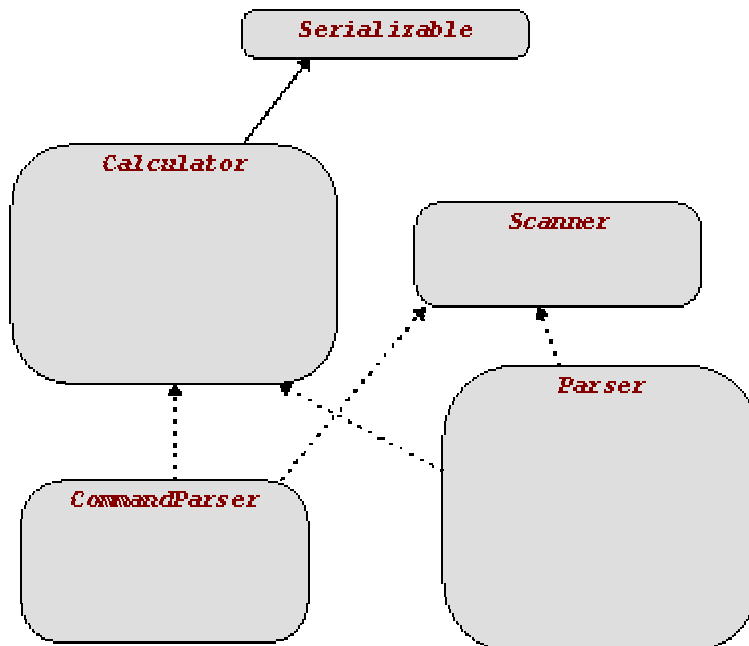 Serializable
Calculator
Scanner
Parser
CommandParser